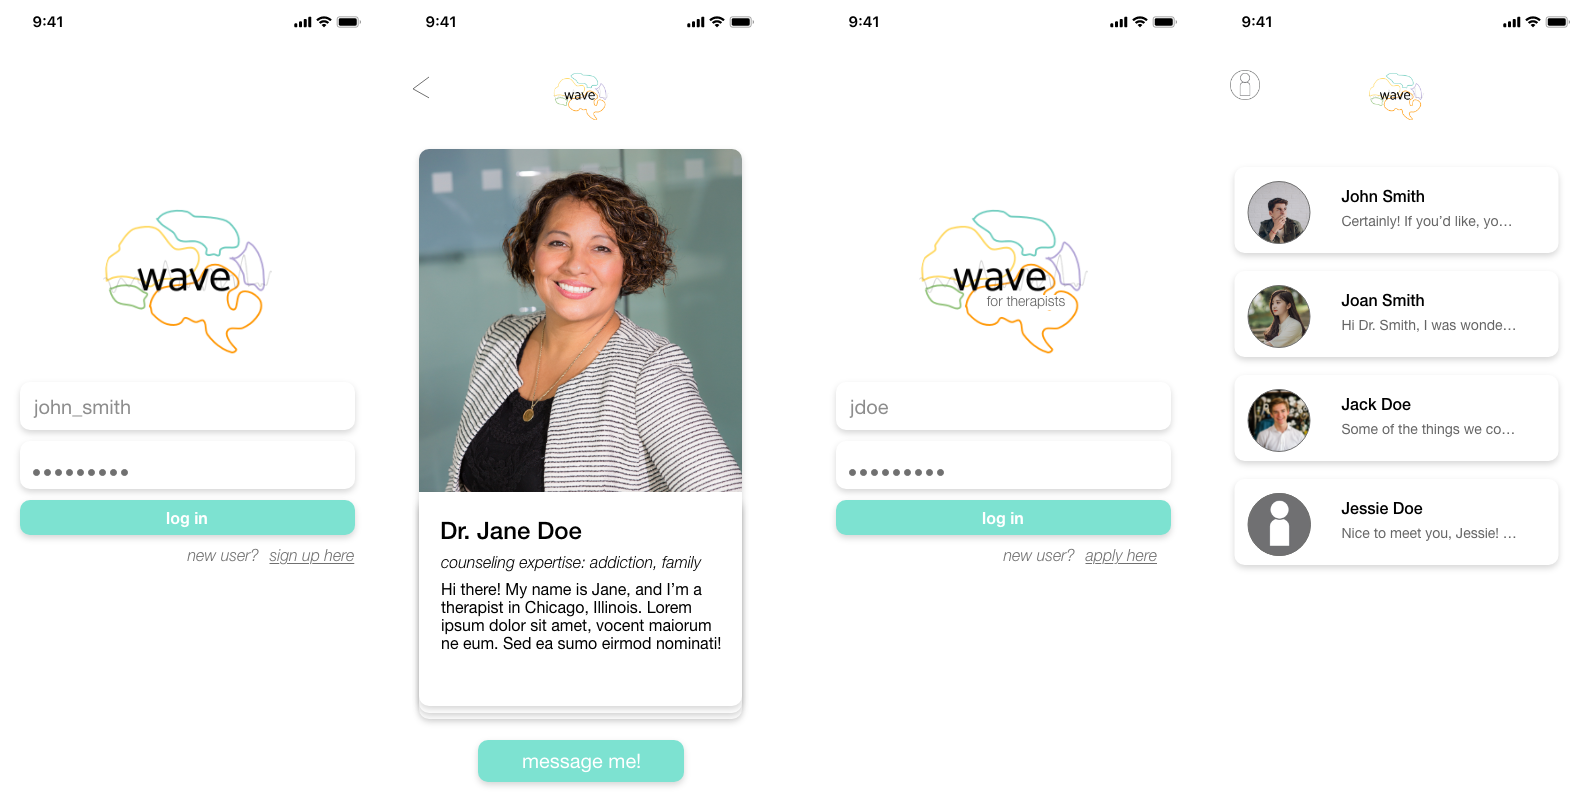 9:41
wave
john_smith
•••••••••
log in
new user? sign up here
9:41
wave
Dr. Jane Doe
counseling expertise: addiction, family
Hi there! My name is Jane, and I'm a
therapist in Chicago, Illinois. Lorem
ipsum dolor sit amet, vocent maiorum
ne eum. Sed ea sumo eirmod nominati!
message me!
9:41
wave
for therapists
jdoe
•••••••••
log in
new user? apply here
9:41
wave
John Smith
Certainly! If you'd like, yo...
Joan Smith
Hi Dr. Smith, I was wonde...
Jack Doe
Some of the things we co...
Jessie Doe
Nice to meet you, Jessie! ...